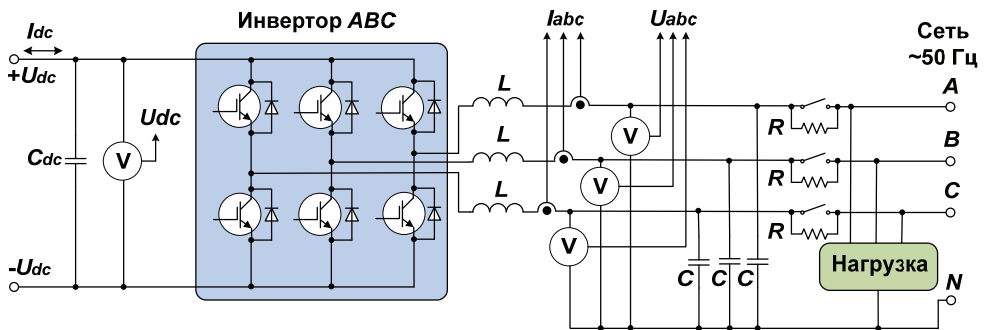 Инвертор ABC
Idc
+Udc
Udc
Cdc
V
-Udc
Iabc
Uabc
Сеть
~50 Гц
L
L
L
V
V
V
R
R
R
A
B
C
N
C
C
C
Нагрузка